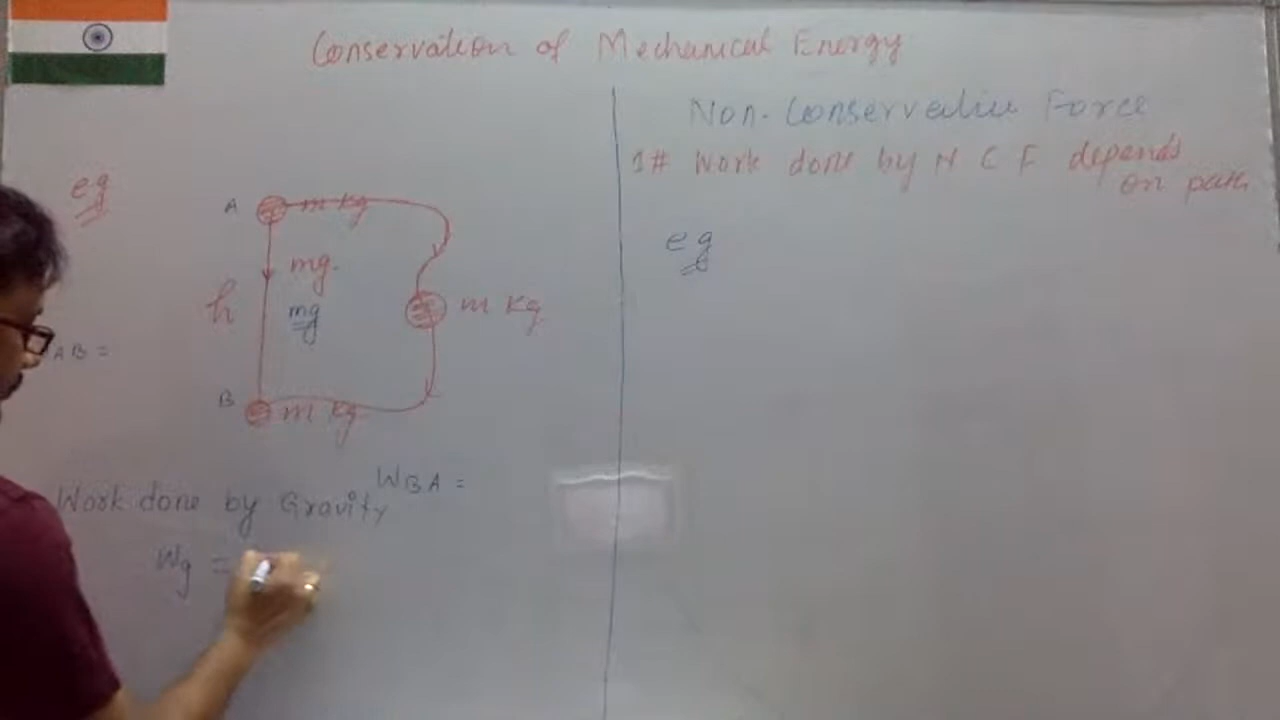 Conservation of Mechanical Energy
eg
A m kg
mg.
h
mg
m kg
AB =
B m kg
WBA =
Work done by Gravity
Wg =
Non-Conservative Force
1# Work done by N C F depends
on path
eg